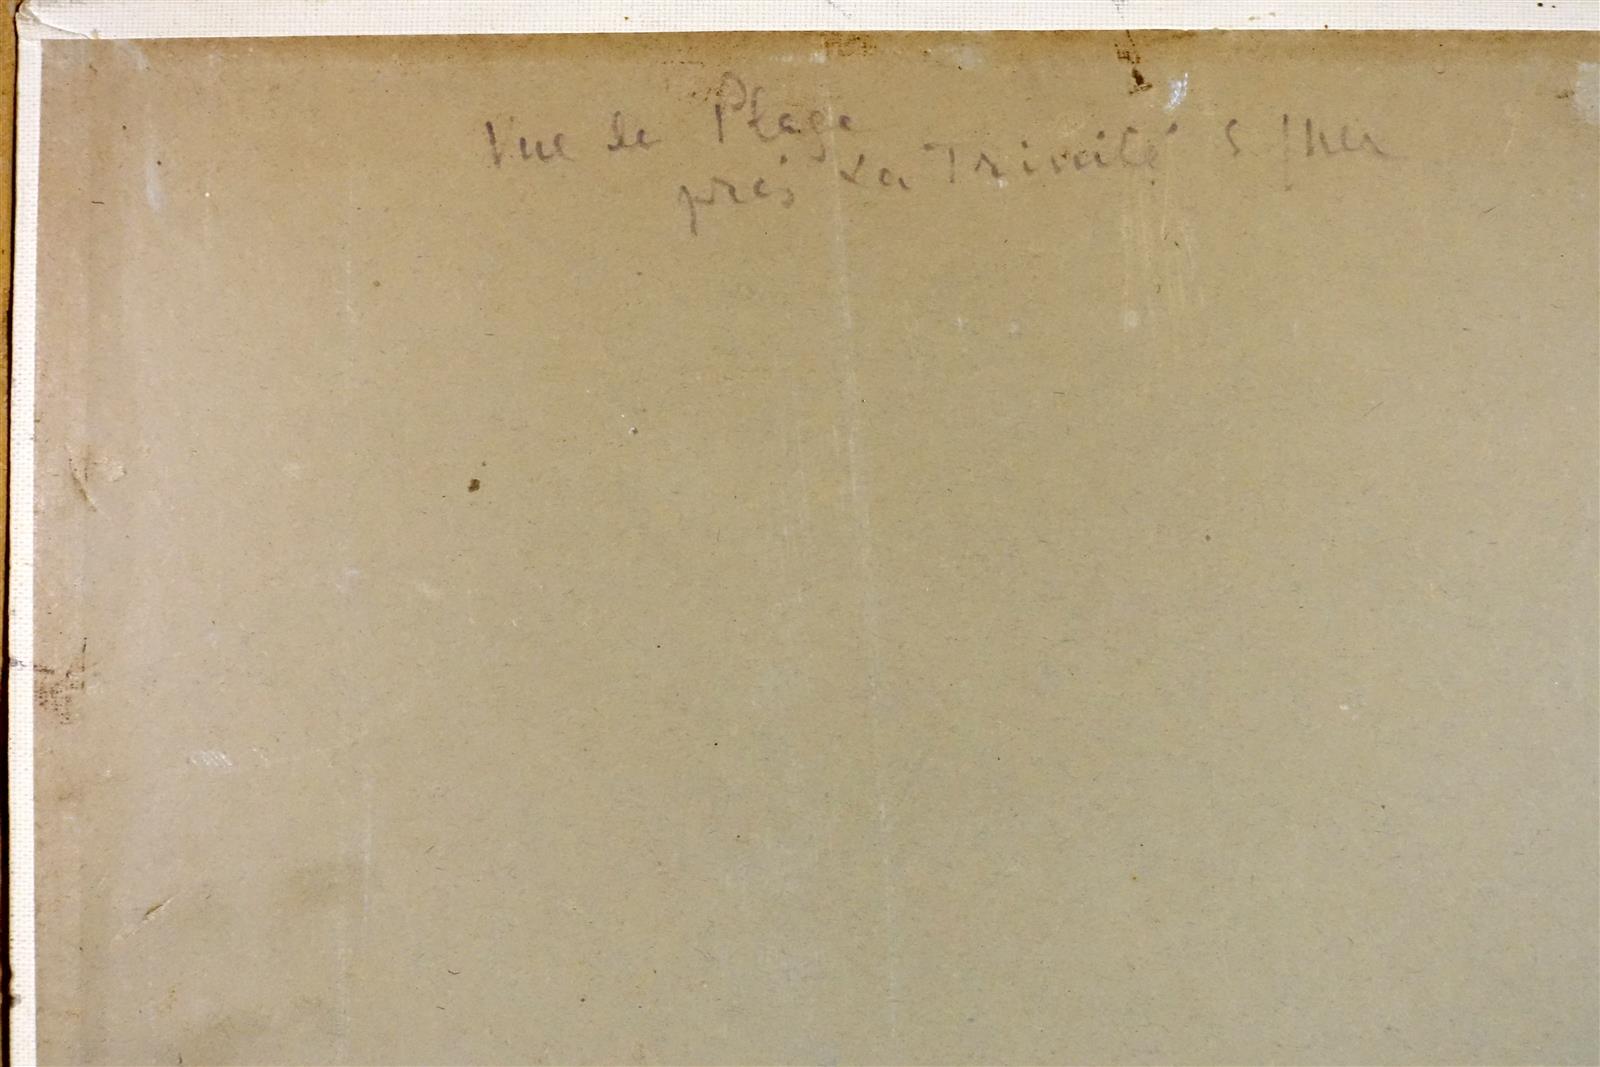 Vue de Plage
près La Trinité s/Mer